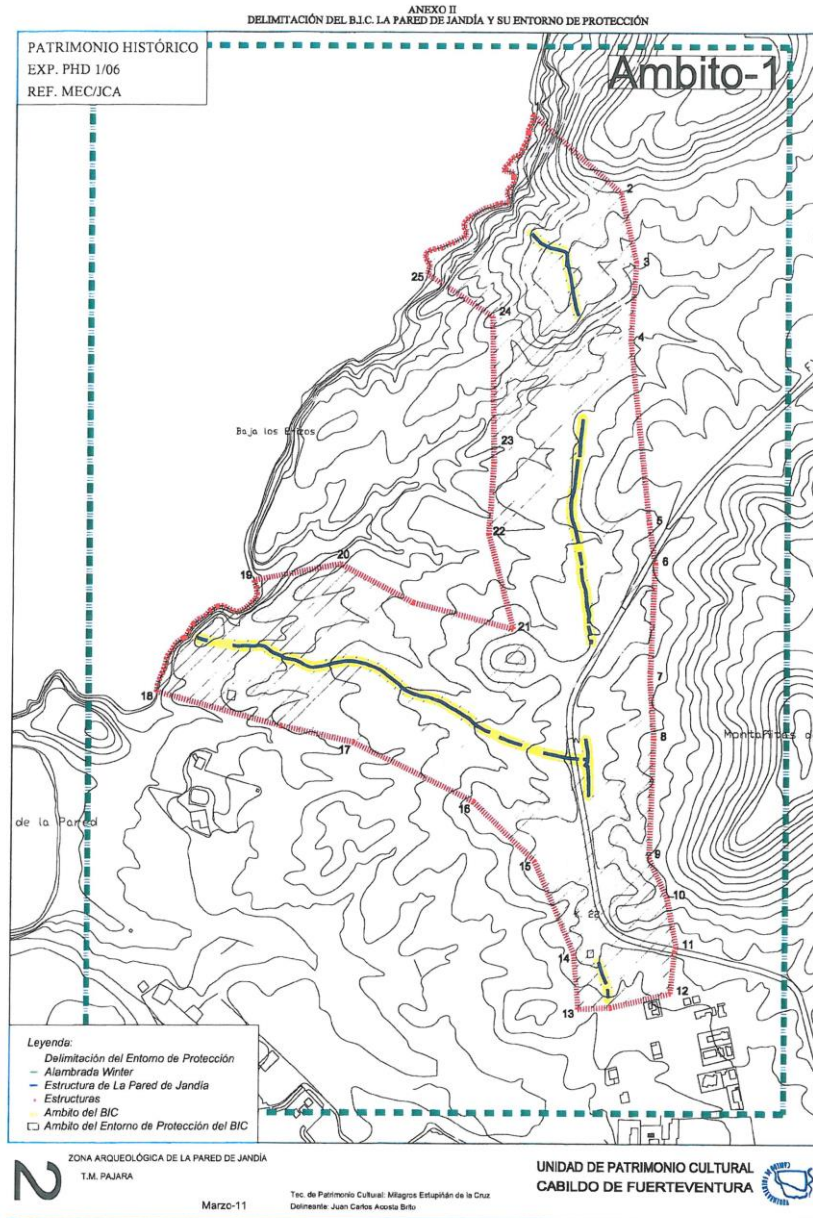 ANEXO II
DELIMITACIÓN DEL B.I.C. LA PARED DE JANDÍA Y SU ENTORNO DE PROTECCIÓN
PATRIMONIO HISTÓRICO
EXP. PHD 1/06
REF. MEC/JCA
Ambito-1
1
2
3
25
24
4
Baja los Erizos
23
5
22
6
20
19
21
7
18
8
Montañitas d
17
16
de la Pared
9
15
10
K. 22
11
14
12
13
Leyenda:
Delimitación del Entorno de Protección
Alambrada Winter
Estructura de La Pared de Jandía
Estructuras
Ambito del BIC
Ambito del Entorno de Protección del BIC
2
ZONA ARQUEOLÓGICA DE LA PARED DE JANDÍA
T.M. PAJARA
Marzo-11
Tec. de Patrimonio Cultural: Milagros Estupiñán de la Cruz
Delineante: Juan Carlos Acosta Brito
UNIDAD DE PATRIMONIO CULTURAL
CABILDO DE FUERTEVENTURA